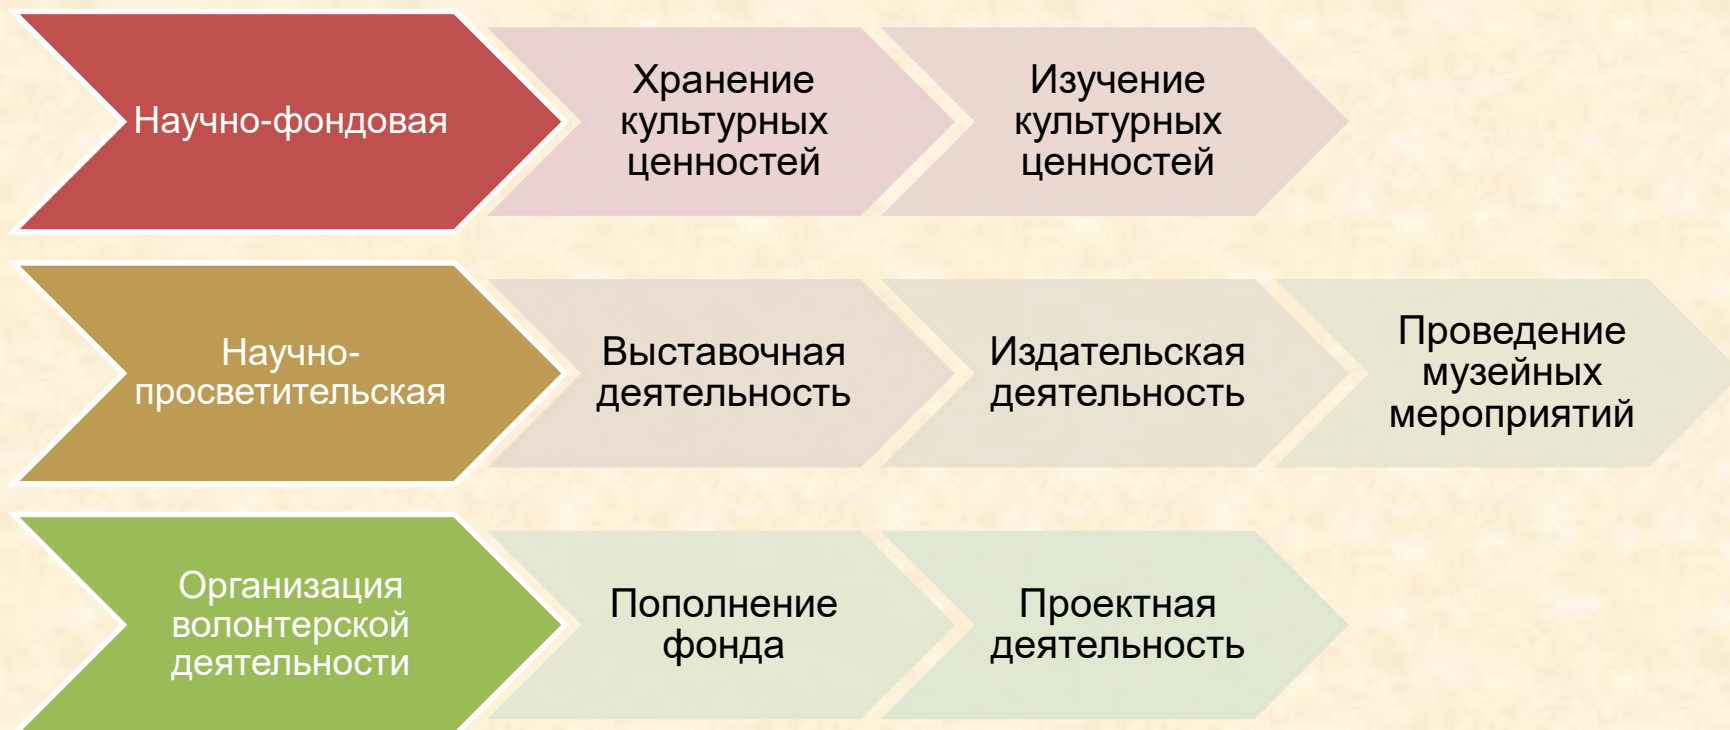 Научно-фондовая
Хранение
культурных
ценностей
Изучение
культурных
ценностей
Научно-
просветительская
Выставочная
деятельность
Издательская
деятельность
Проведение
музейных
мероприятий
Организация
волонтерской
деятельности
Пополнение
фонда
Проектная
деятельность